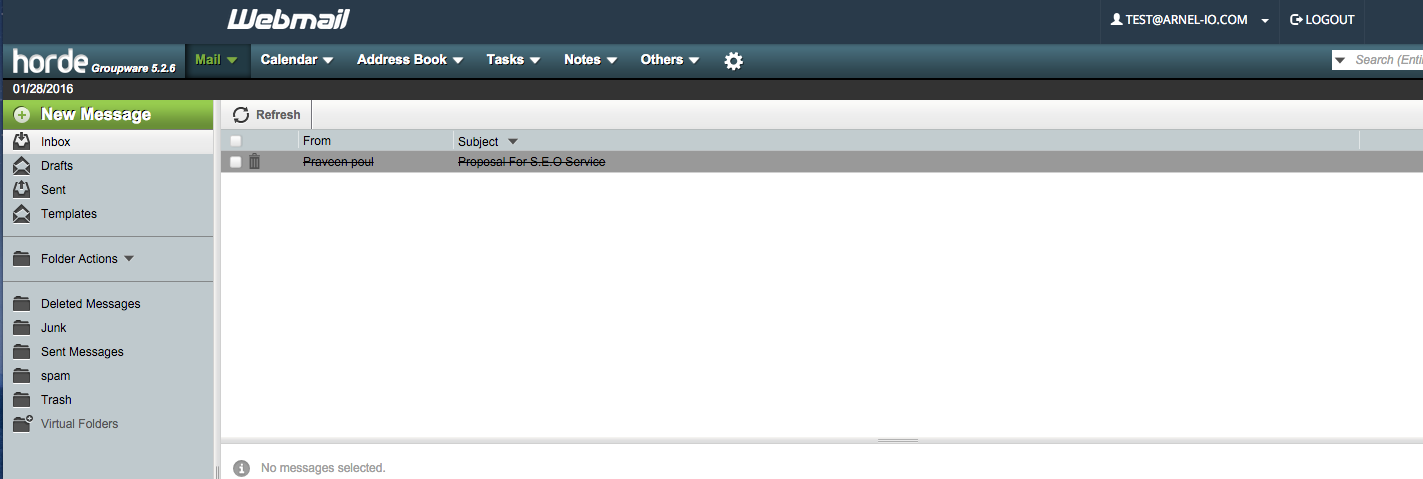 Webmail
TEST@ARNEL-IO.COM
LOGOUT
horde Groupware 5.2.6
Mail
Calendar
Address Book
Tasks
Notes
Others
Search (Enti
01/28/2016
New Message
Refresh
Inbox
From
Subject
Drafts
Praveen poul
Proposal For S.E.O Service
Sent
Templates
Folder Actions
Deleted Messages
Junk
Sent Messages
spam
Trash
Virtual Folders
No messages selected.